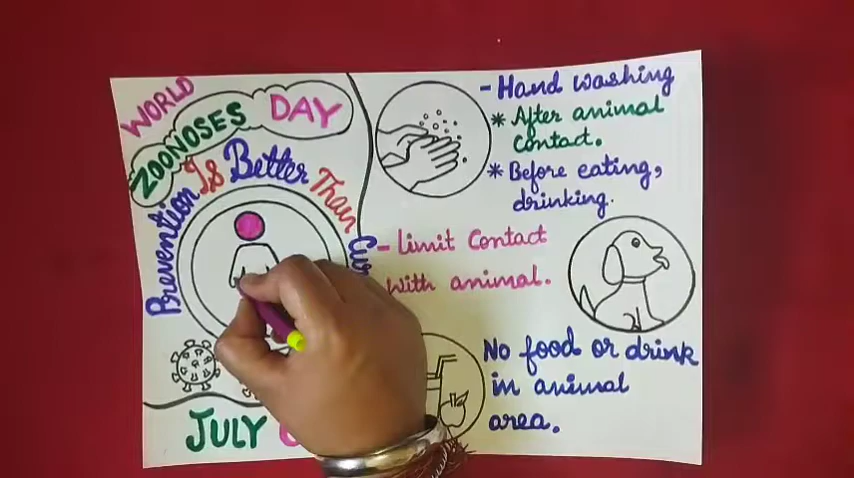 WORLD
ZOONOSES DAY
Prevention Is Better Than
JULY
- Hand washing
* After animal
contact.
* Before eating,
drinking.
- Limit Contact
with animal.
No food or drink
in animal
area.